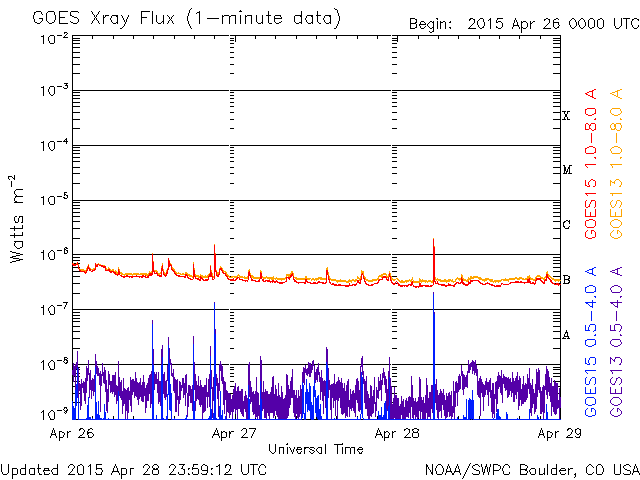 GOES Xray Flux (1-minute data)
Begin: 2015 Apr 26 0000 UTC
10-2
10-3
10-4
10-5
10-6
10-7
10-8
10-9
Watts m-2
X
M
C
B
A
GOES15 1.0-8.0 A
GOES13 1.0-8.0 A
GOES15 0.5-4.0 A
GOES13 0.5-4.0 A
Apr 26
Apr 27
Apr 28
Apr 29
Universal Time
Updated 2015 Apr 28 23:59:12 UTC
NOAA/SWPC Boulder, CO USA